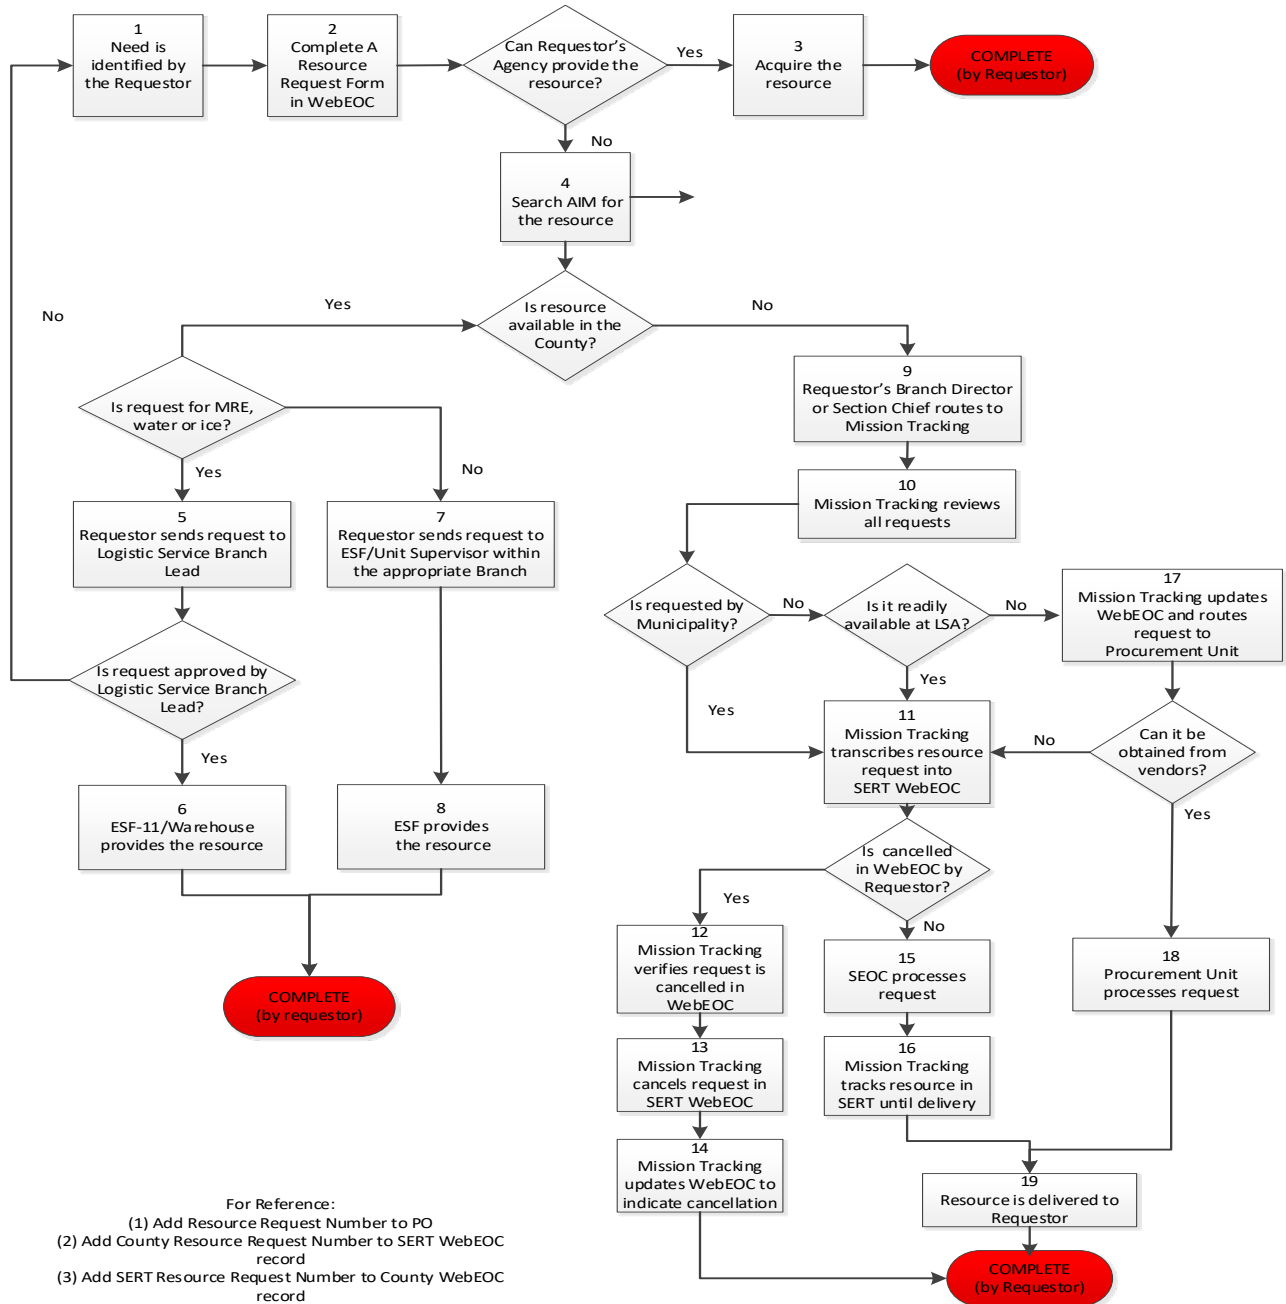 1
Need is
identified by
the Requestor
2
Complete A
Resource
Request Form
in WebEOC
Can Requestor's
Agency provide the
resource?
Yes
3
Acquire the
resource
COMPLETE
(by Requestor)
No
4
Search AIM for
the resource
Is resource
available in the
County?
Yes
No
No
Is request for MRE,
water or ice?
Yes
No
5
Requestor sends request to
Logistic Service Branch
Lead
7
Requestor sends request to
ESF/Unit Supervisor within
the appropriate Branch
Is request approved by
Logistic Service Branch
Lead?
Yes
6
ESF-11/Warehouse
provides the resource
8
ESF provides
the resource
COMPLETE
(by requestor)
9
Requestor's Branch Director
or Section Chief routes to
Mission Tracking
10
Mission Tracking reviews
all requests
Is requested by
Municipality?
No
Is it readily
available at LSA?
No
17
Mission Tracking updates
WebEOC and routes
request to
Procurement Unit
Yes
Yes
11
Mission Tracking
transcribes resource
request into
SERT WebEOC
No
Can it be
obtained from
vendors?
Yes
Is cancelled
in WebEOC by
Requestor?
Yes
No
12
Mission Tracking
verifies request is
cancelled in
WebEOC
15
SEOC processes
request
18
Procurement Unit
processes request
13
Mission Tracking
cancels request in
SERT WebEOC
16
Mission Tracking
tracks resource in
SERT until delivery
14
Mission Tracking
updates WebEOC to
indicate cancellation
19
Resource is delivered to
Requestor
COMPLETE
(by Requestor)
For Reference:
(1) Add Resource Request Number to PO
(2) Add County Resource Request Number to SERT WebEOC
record
(3) Add SERT Resource Request Number to County WebEOC
record